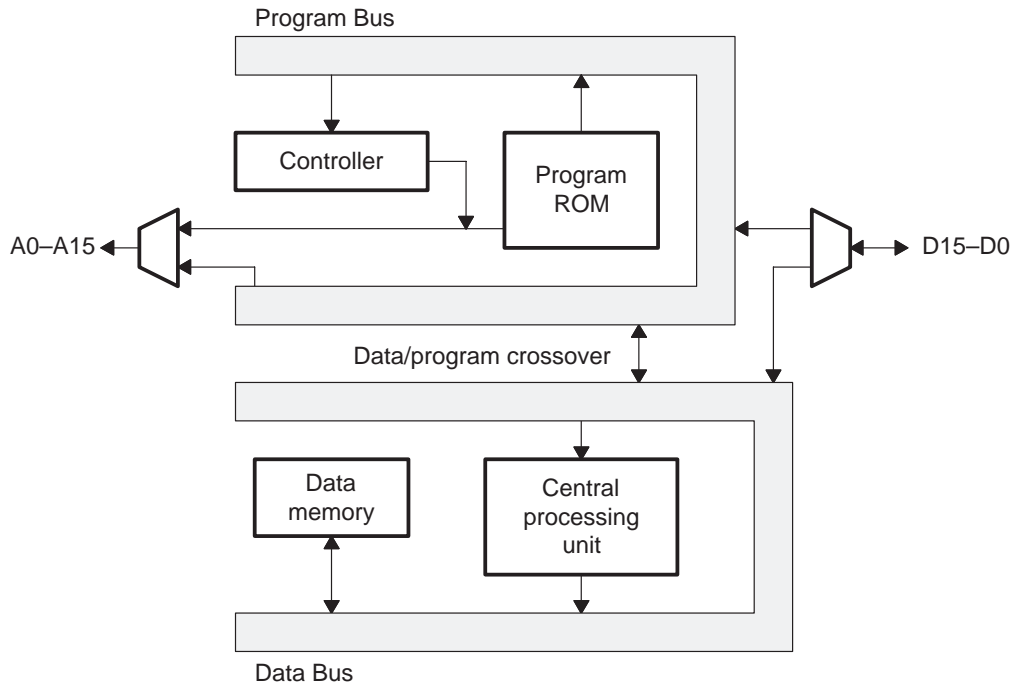 Program Bus
Controller
Program
ROM
A0–A15
D15–D0
Data/program crossover
Data
memory
Central
processing
unit
Data Bus